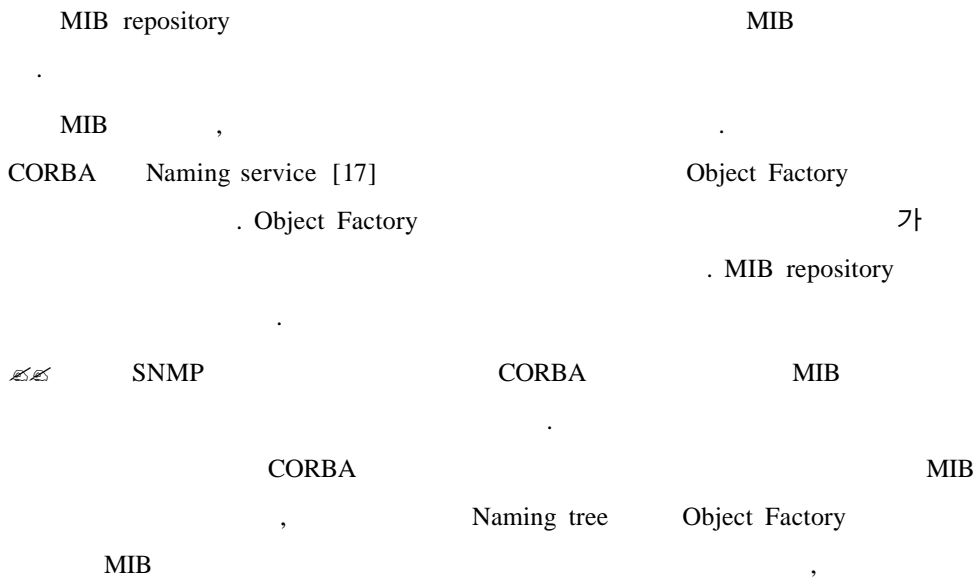 MIB repository MIB
.
MIB , .
CORBA Naming service [17] Object Factory
. Object Factory 가
. MIB repository
.
✍✍ SNMP CORBA MIB
.
CORBA MIB
, Naming tree Object Factory
MIB ,